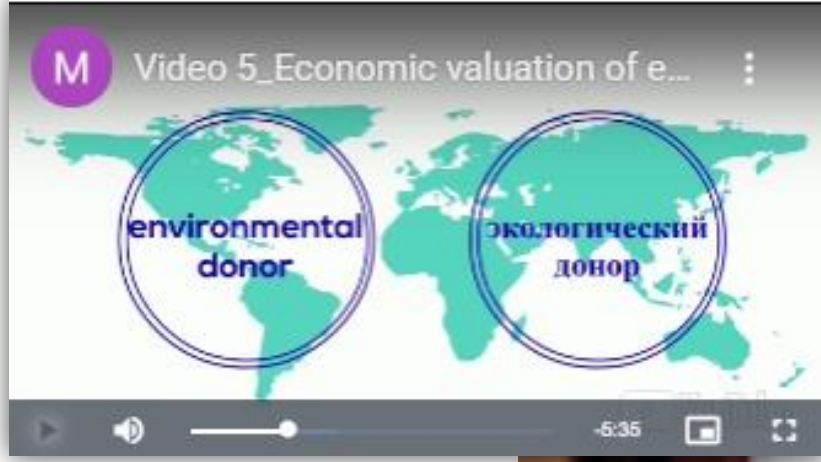 M
Video 5_Economic valuation of e...
environmental
donor
экологический
донор
-5:35